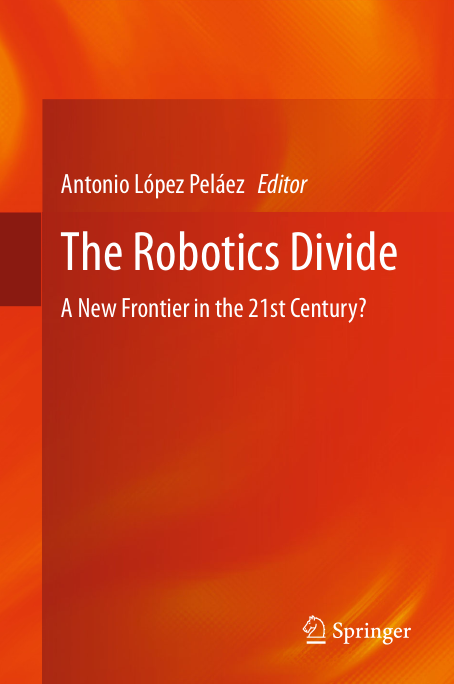 Antonio López Peláez Editor
The Robotics Divide
A New Frontier in the 21st Century?
Springer